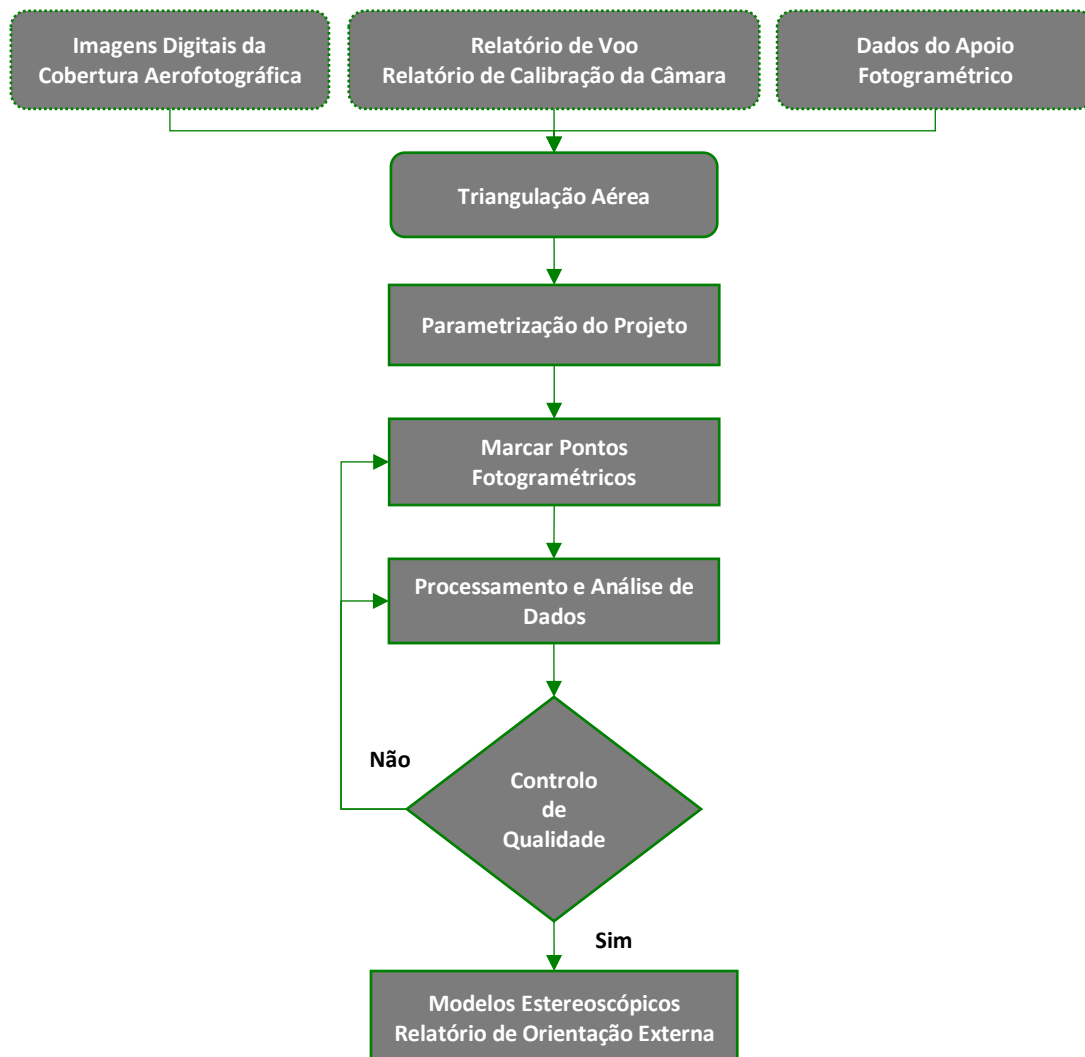 Imagens Digitais da
Cobertura Aerofotográfica
Relatório de Voo
Relatório de Calibração da Câmara
Dados do Apoio
Fotogramétrico
Triangulação Aérea
Parametrização do Projeto
Marcar Pontos
Fotogramétricos
Processamento e Análise de
Dados
Não
Controlo
de
Qualidade
Sim
Modelos Estereoscópicos
Relatório de Orientação Externa